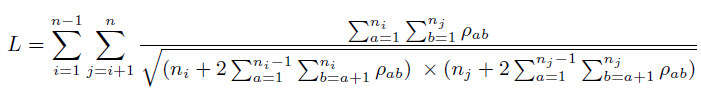 L = \sum_{i=1}^{n-1} \sum_{j=i+1}^{n} \frac{\sum_{a=1}^{n_i} \sum_{b=1}^{n_j} \rho_{ab}}{\sqrt{(n_i + 2 \sum_{a=1}^{n_i-1} \sum_{b=a+1}^{n_i} \rho_{ab}) \times (n_j + 2 \sum_{a=1}^{n_j-1} \sum_{b=a+1}^{n_j} \rho_{ab})}}